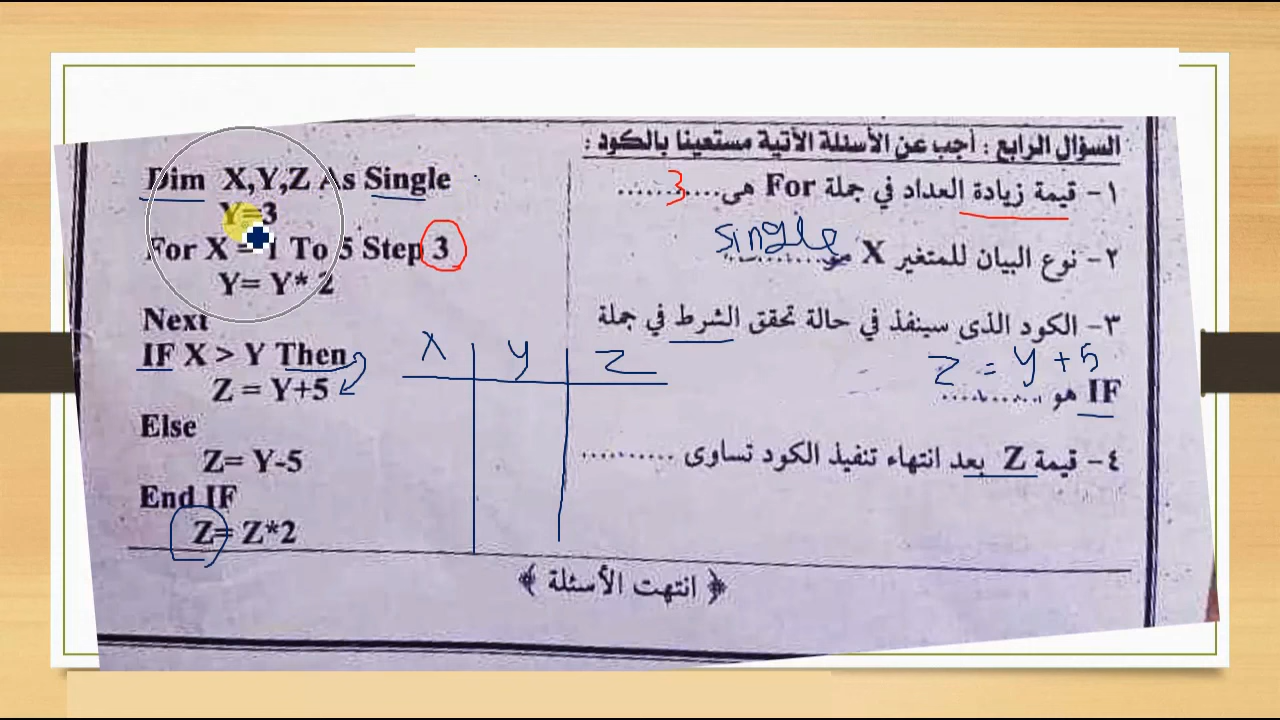 السؤال الرابع : أجب عن الأسئلة الآتية مستعينا بالكود :
Dim X,Y,Z As Single
Y=3
For X = 1 To 5 Step 3
Y= Y* 2
Next
IF X > Y Then
Z = Y+5
Else
Z= Y-5
End IF
Z= Z*2
١- قيمة زيادة العداد في جملة For هى .......... 3
٢- نوع البيان للمتغير X هو .......... single
٣- الكود الذى سينفذ في حالة تحقق الشرط في جملة
IF هو .......... Z = y + 5
٤- قيمة Z بعد انتهاء تنفيذ الكود تساوى ..........
X y Z
﴿ انتهت الأسئلة ﴾